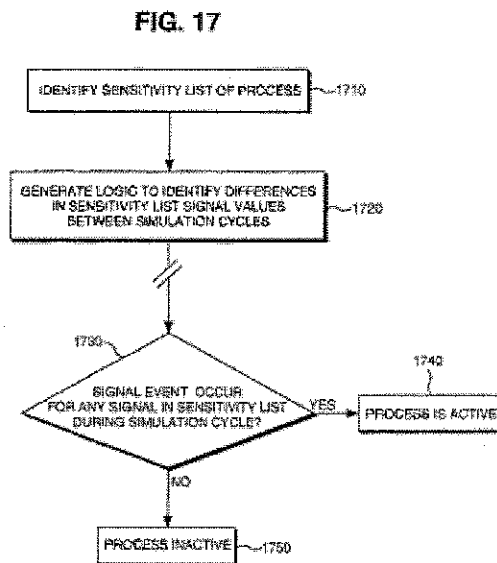 FIG. 17
IDENTIFY SENSITIVITY LIST OF PROCESS
1710
GENERATE LOGIC TO IDENTIFY DIFFERENCES
IN SENSITIVITY LIST SIGNAL VALUES
BETWEEN SIMULATION CYCLES
1720
1730
SIGNAL EVENT OCCUR
FOR ANY SIGNAL IN SENSITIVITY LIST
DURING SIMULATION CYCLE?
YES
1740
PROCESS IS ACTIVE
NO
PROCESS INACTIVE
1750